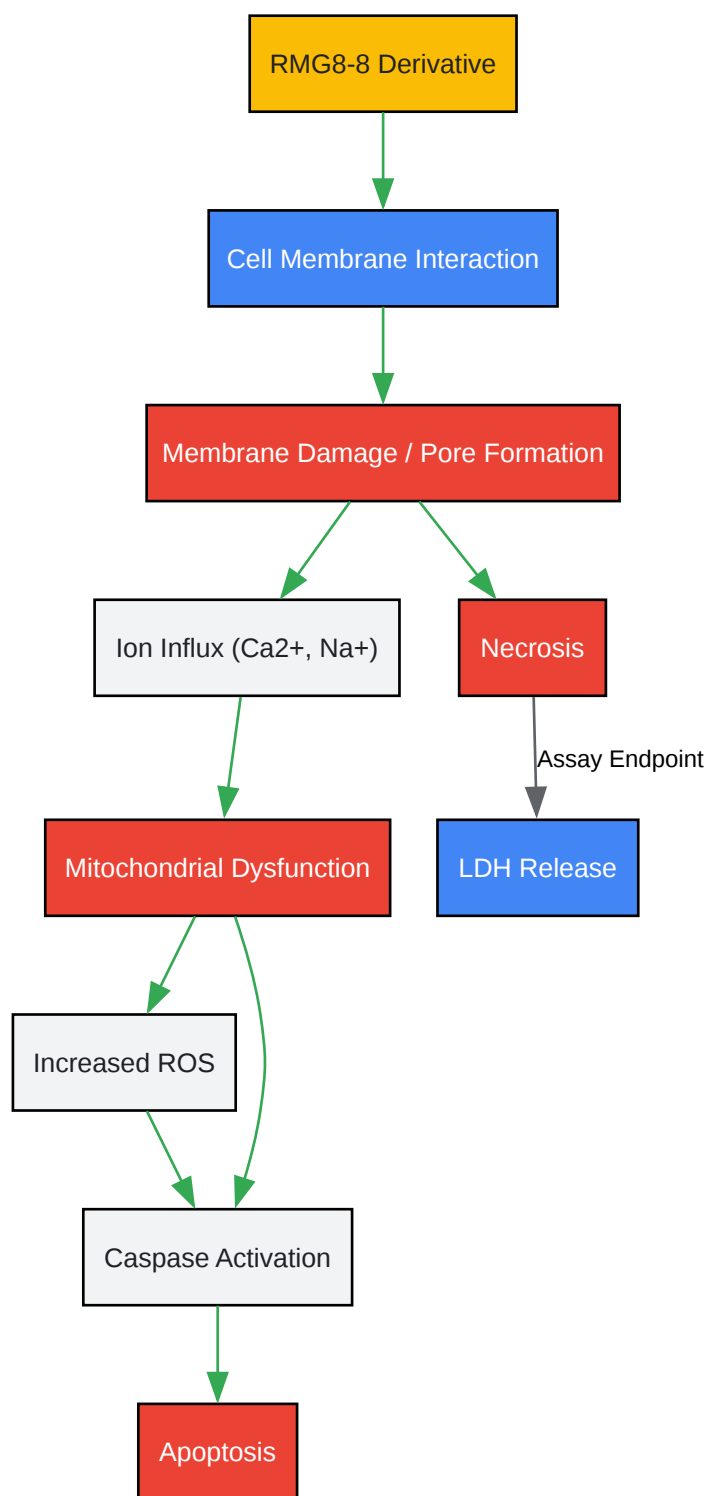 RMG8-8 Derivative
Cell Membrane Interaction
Membrane Damage / Pore Formation
Ion Influx (Ca2+, Na+)
Necrosis
Assay Endpoint
Mitochondrial Dysfunction
LDH Release
Increased ROS
Caspase Activation
Apoptosis